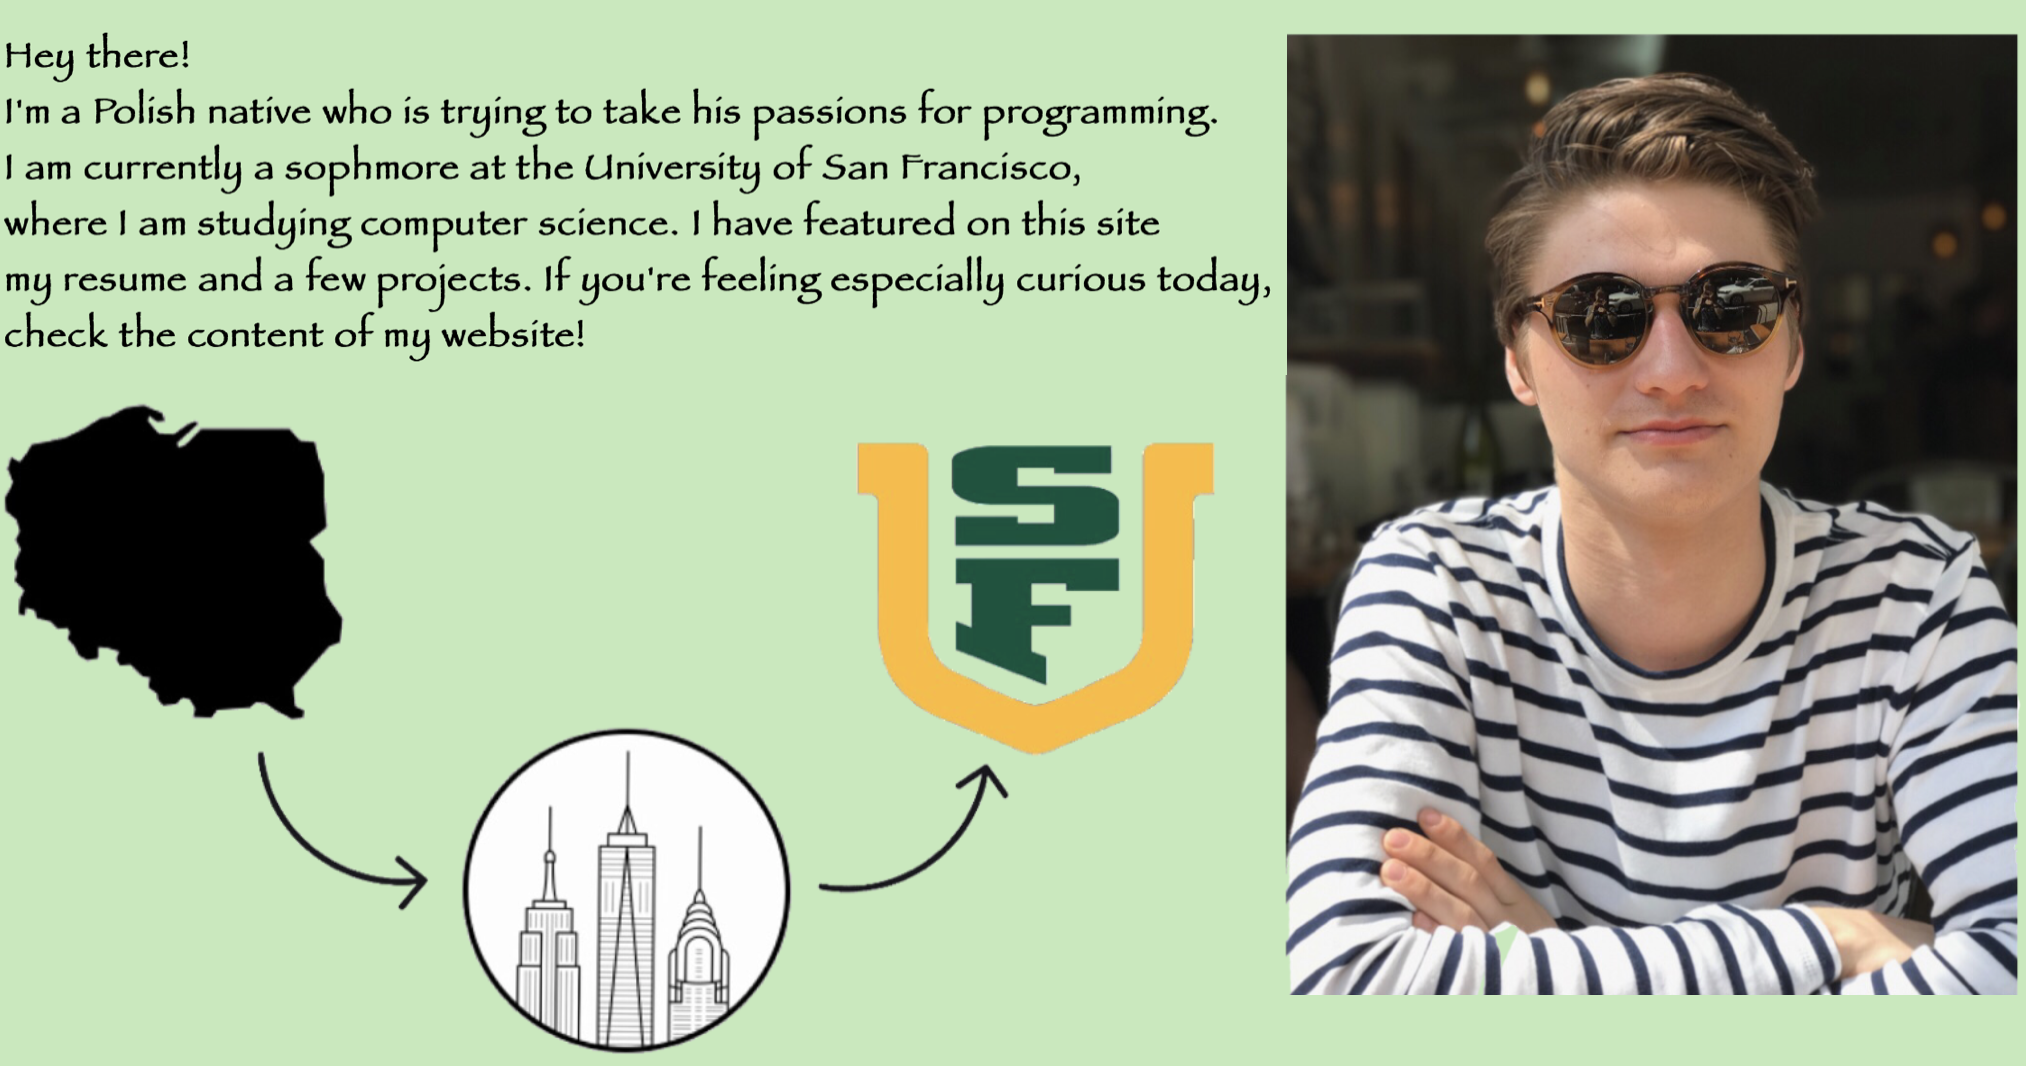 Hey there!
I'm a Polish native who is trying to take his passions for programming.
I am currently a sophmore at the University of San Francisco,
where I am studying computer science. I have featured on this site
my resume and a few projects. If you're feeling especially curious today,
check the content of my website!
USF